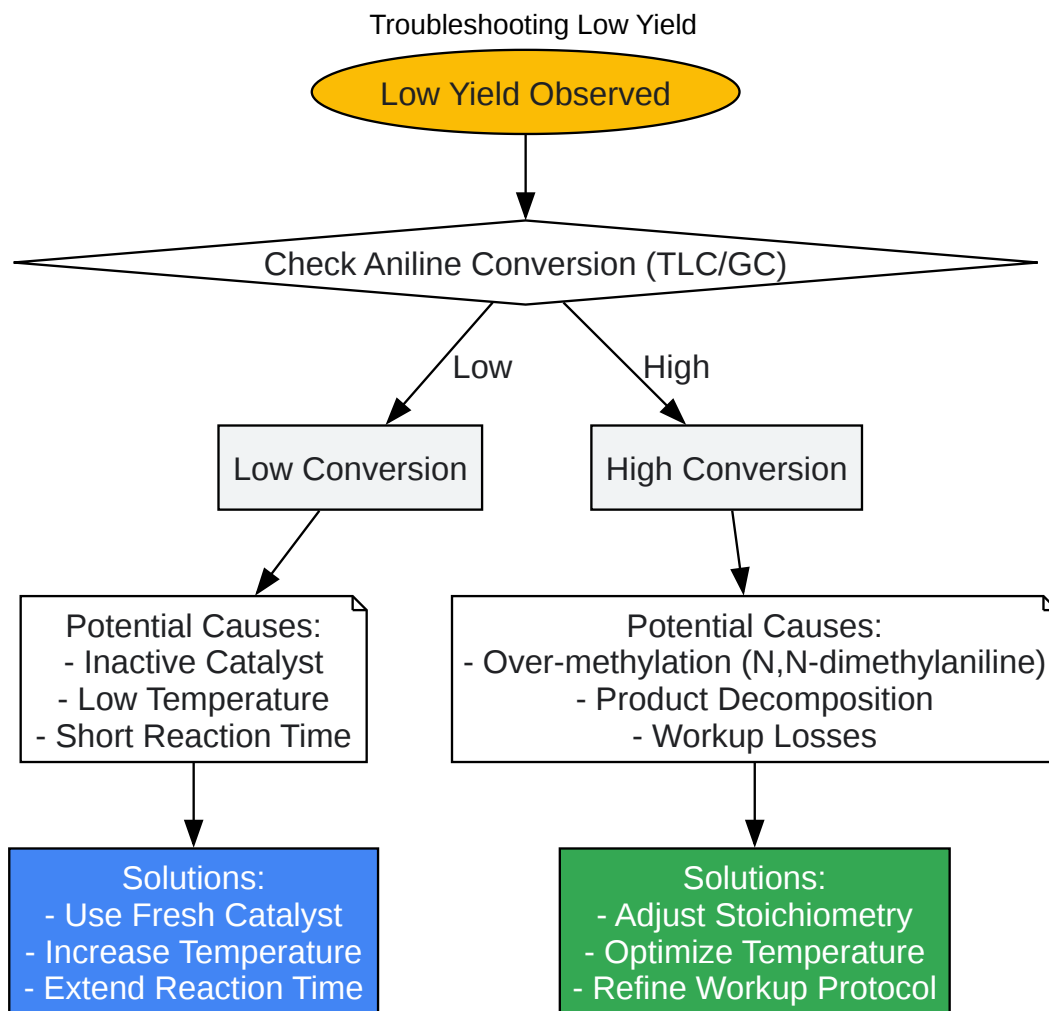 Troubleshooting Low Yield
Low Yield Observed
Check Aniline Conversion (TLC/GC)
Low
High
Low Conversion
High Conversion
Potential Causes:
- Inactive Catalyst
- Low Temperature
- Short Reaction Time
Potential Causes:
- Over-methylation (N,N-dimethylaniline)
- Product Decomposition
- Workup Losses
Solutions:
- Use Fresh Catalyst
- Increase Temperature
- Extend Reaction Time
Solutions:
- Adjust Stoichiometry
- Optimize Temperature
- Refine Workup Protocol